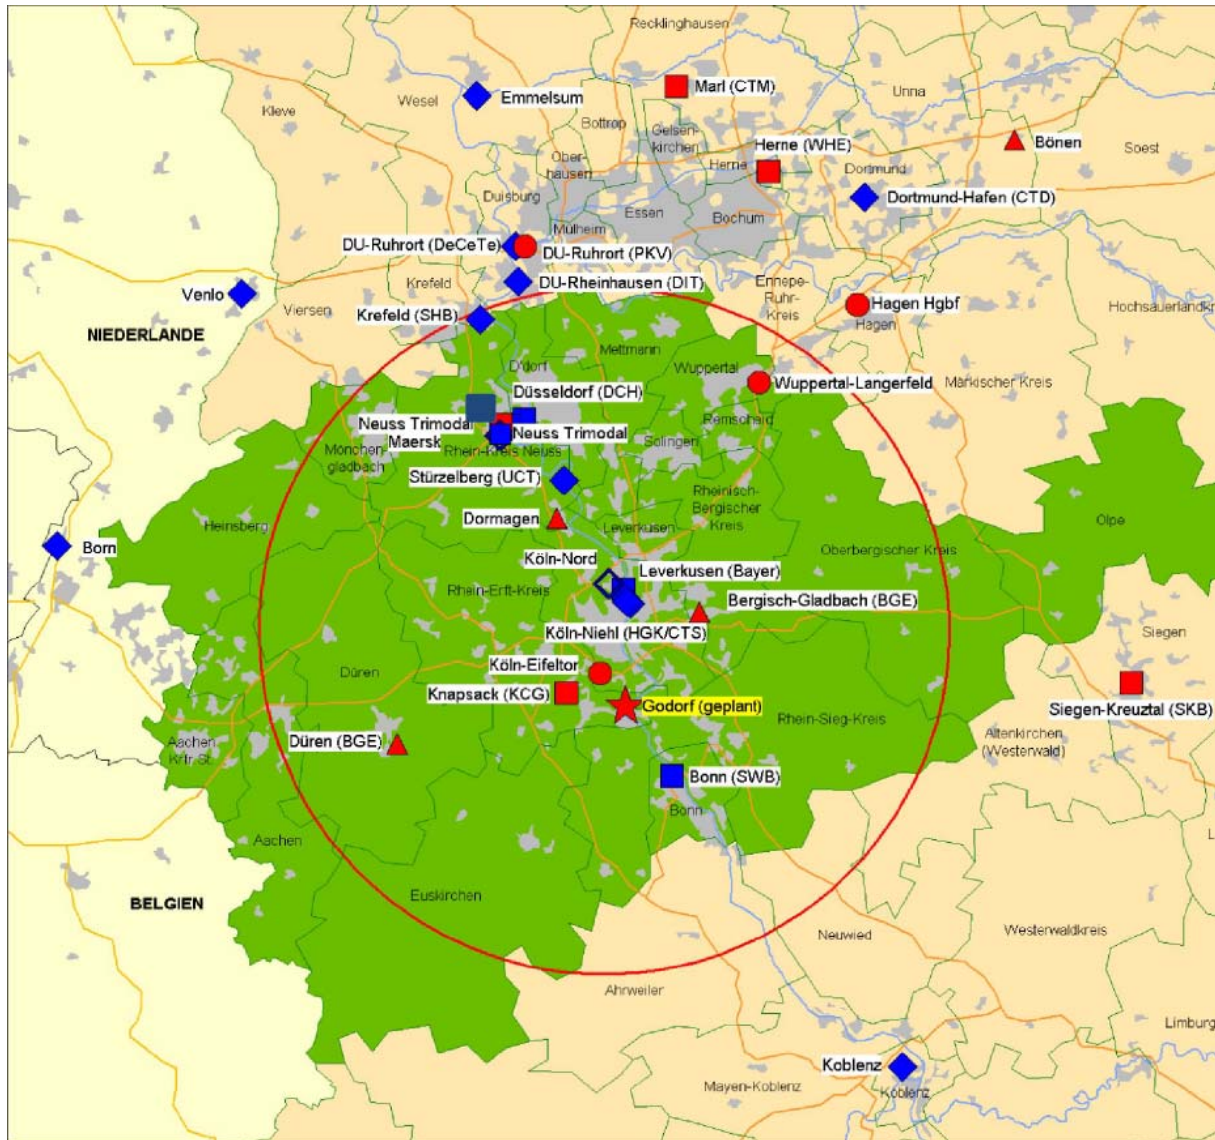 Recklinghausen
Marl (CTM)
Unna
Wesel
Emmelsum
Kleve
Bottrop
Gelsen-
kirchen
Herne (WHE)
Herne
Bönen
Soest
Ober-
hausen
Dortmund
Duisburg
Dortmund-Hafen (CTD)
Essen
Bochum
Mülheim
DU-Ruhrort (DeCeTe)
DU-Ruhrort (PKV)
DU-Rheinhausen (DIT)
Krefeld
Ennepe-
Ruhr-
Kreis
Venlo
Viersen
Krefeld (SHB)
Hagen Hgbf
Hagen
Hochsauerlandkr
NIEDERLANDE
Mettmann
D'dorf
Wuppertal
Wuppertal-Langerfeld
Märkischer Kreis
Düsseldorf (DCH)
Neuss Trimodal
Maersk
Neuss Trimodal
Remscheid
Solingen
Mönchen-
gladbach
Rhein-Kreis Neuss
Stürzelberg (UCT)
Rheinisch-
Bergischer
Kreis
Dormagen
Leverkusen
Heinsberg
Olpe
Born
Oberbergischer Kreis
Köln-Nord
Leverkusen (Bayer)
Rhein-Erft-Kreis
Bergisch-Gladbach (BGE)
Köln-Niehl (HGK/CTS)
Siegen
Köln-Eifeltor
Düren
Knapsack (KCG)
Godorf (geplant)
Siegen-Kreuztal (SKB)
Rhein-Sieg-Kreis
Altenkirchen
(Westerwald)
Aachen
Krfr. St.
Düren (BGE)
Bonn (SWB)
Bonn
Aachen
Euskirchen
BELGIEN
Neuwied
Westerwaldkreis
Ahrweiler
Limburg
Koblenz
Koblenz
Mayen-Koblenz